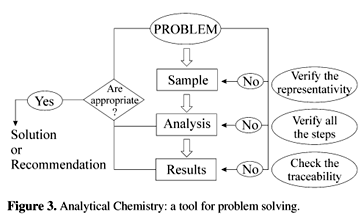 PROBLEM
Are
appropriate
?
Yes
Sample
No
Verify the
representativity
Solution
or
Recommendation
Analysis
No
Verify all
the steps
Results
No
Check the
traceability
Figure 3. Analytical Chemistry: a tool for problem solving.